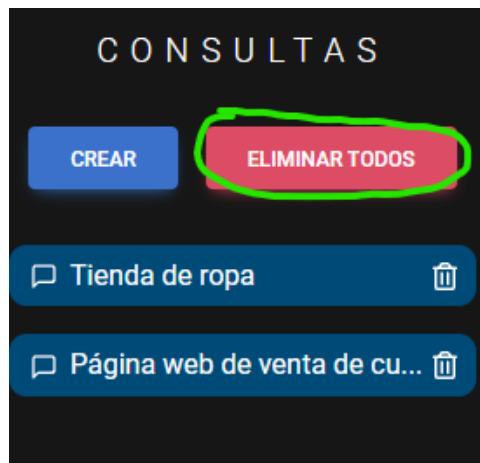 CONSULTAS
CREAR ELIMINAR TODOS
Tienda de ropa
Página web de venta de cu...